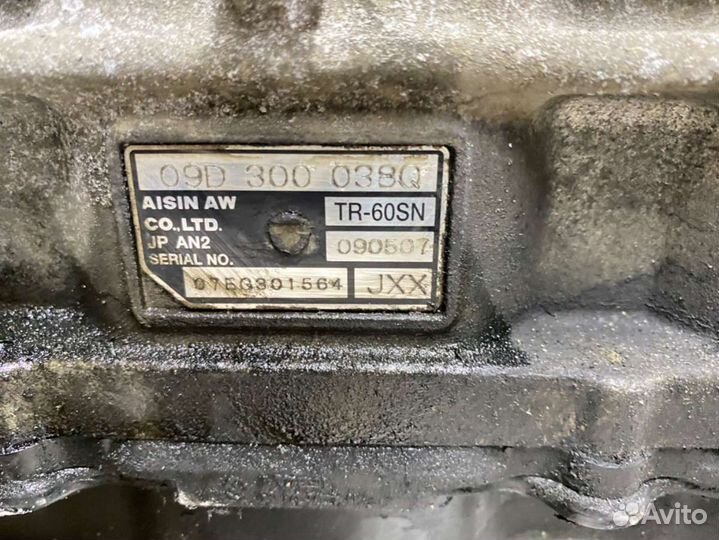 09D 300 038Q
AISIN AW
CO.,LTD.
TR-60SN
JP AN2
090507
SERIAL NO.
07EG301564
JXX
Avito